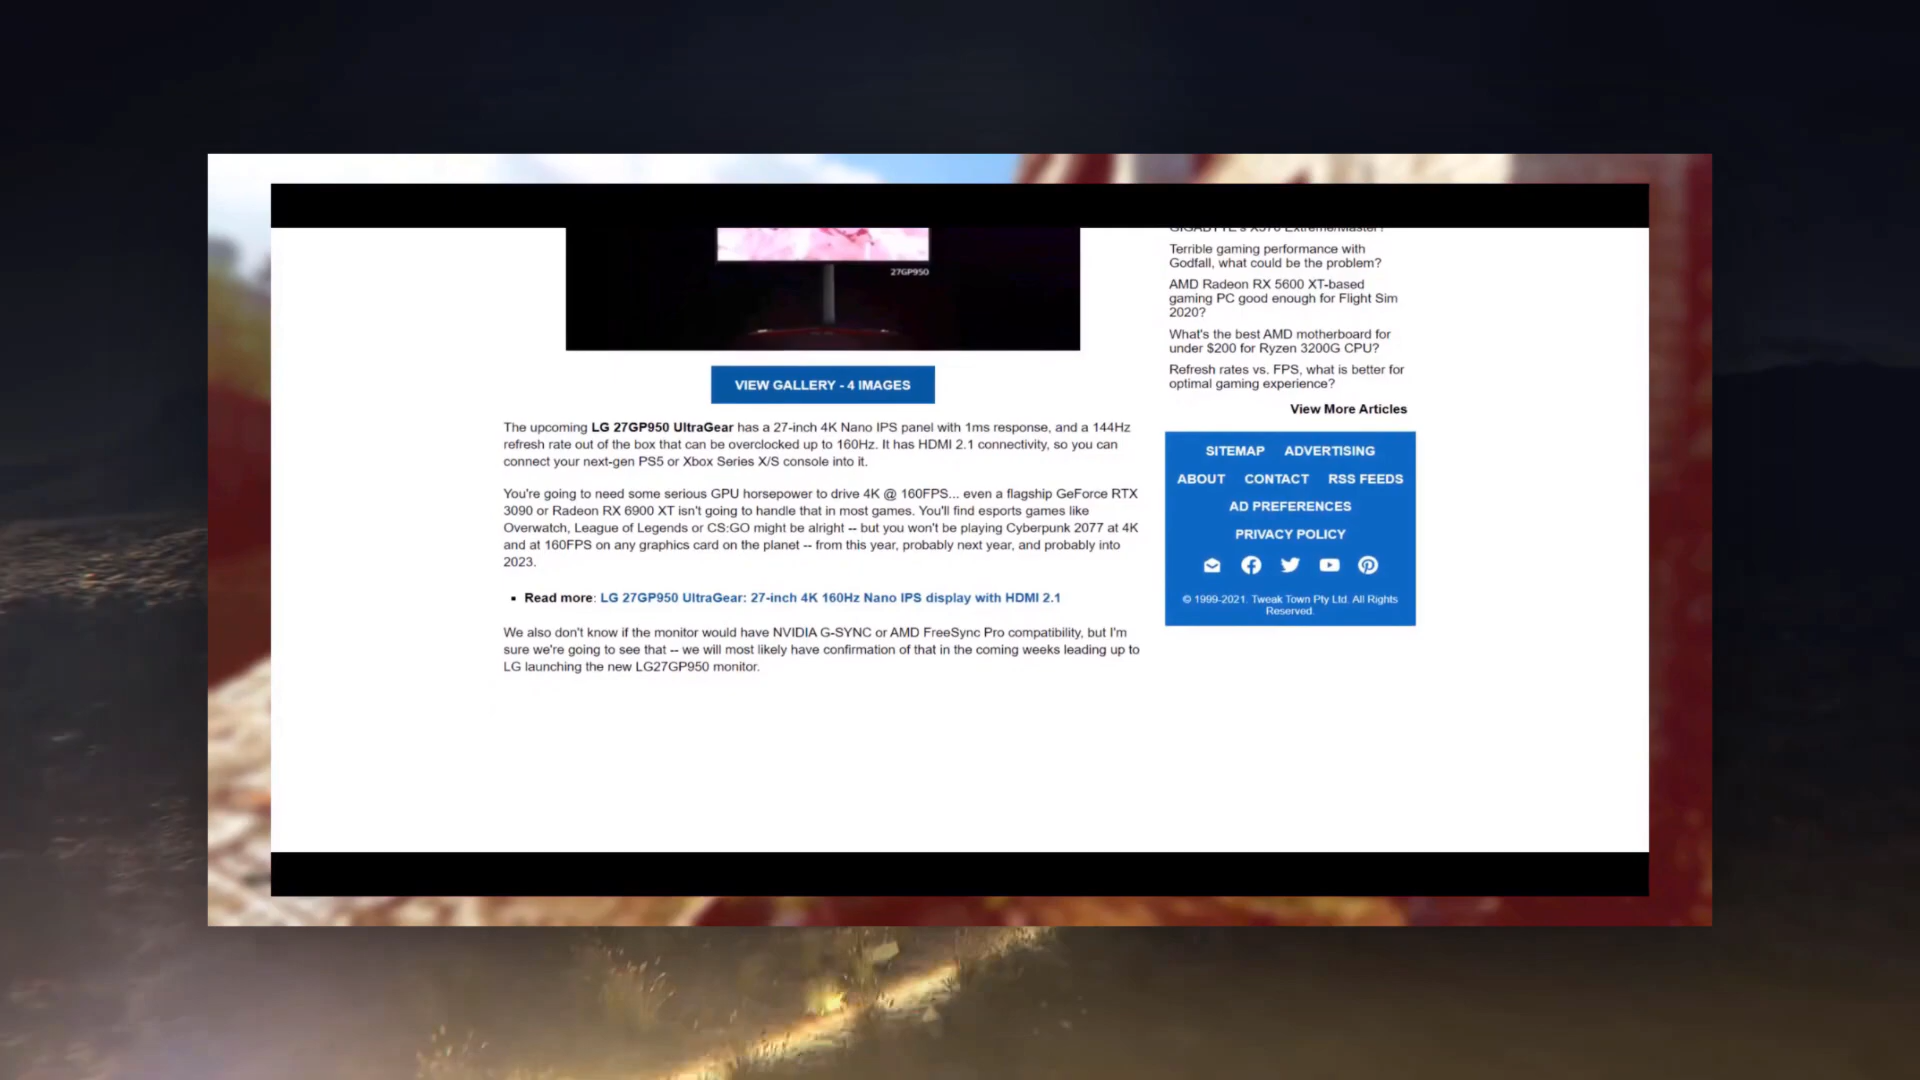 27GP950
VIEW GALLERY - 4 IMAGES
The upcoming LG 27GP950 UltraGear has a 27-inch 4K Nano IPS panel with 1ms response, and a 144Hz
refresh rate out of the box that can be overclocked up to 160Hz. It has HDMI 2.1 connectivity, so you can
connect your next-gen PS5 or Xbox Series X/S console into it.
You're going to need some serious GPU horsepower to drive 4K @ 160FPS... even a flagship GeForce RTX
3090 or Radeon RX 6900 XT isn't going to handle that in most games. You'll find esports games like
Overwatch, League of Legends or CS:GO might be alright -- but you won't be playing Cyberpunk 2077 at 4K
and at 160FPS on any graphics card on the planet -- from this year, probably next year, and probably into
2023.
▪ Read more: LG 27GP950 UltraGear: 27-inch 4K 160Hz Nano IPS display with HDMI 2.1
We also don't know if the monitor would have NVIDIA G-SYNC or AMD FreeSync Pro compatibility, but I'm
sure we're going to see that -- we will most likely have confirmation of that in the coming weeks leading up to
LG launching the new LG27GP950 monitor.
Terrible gaming performance with
Godfall, what could be the problem?
AMD Radeon RX 5600 XT-based
gaming PC good enough for Flight Sim
2020?
What's the best AMD motherboard for
under $200 for Ryzen 3200G CPU?
Refresh rates vs. FPS, what is better for
optimal gaming experience?
View More Articles
SITEMAP ADVERTISING
ABOUT CONTACT RSS FEEDS
AD PREFERENCES
PRIVACY POLICY
© 1999-2021. Tweak Town Pty Ltd. All Rights
Reserved.